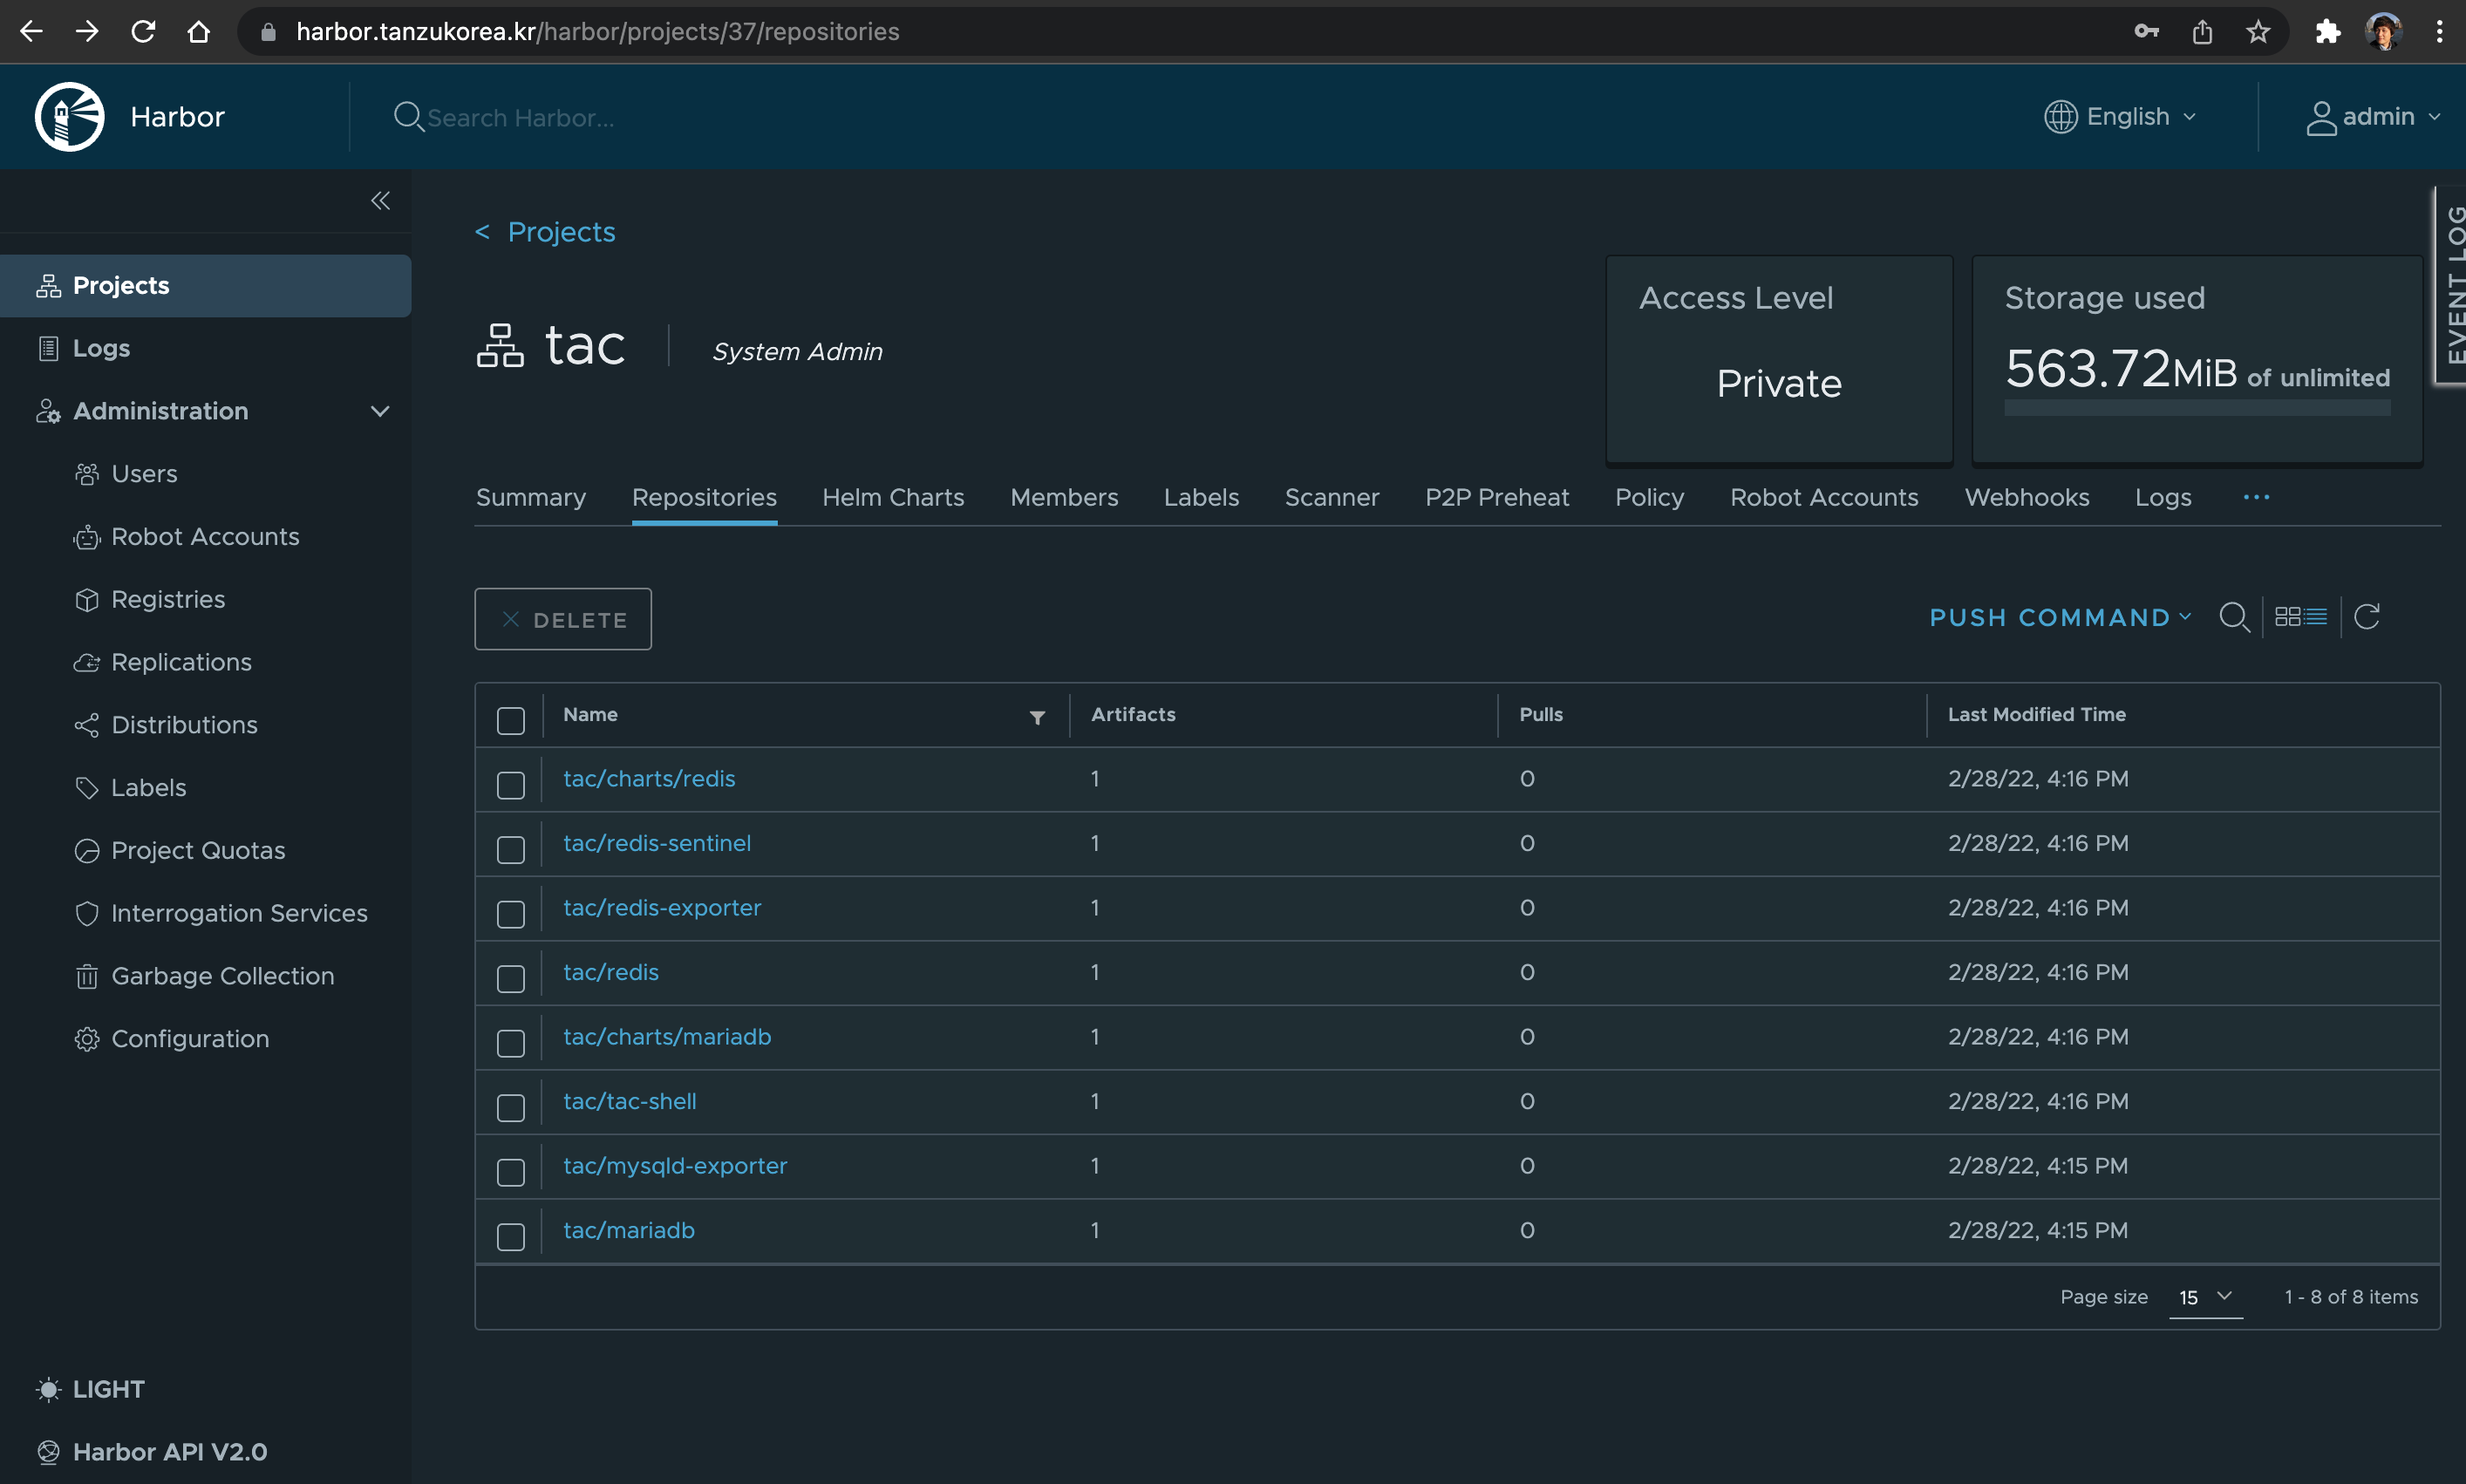 harbor.tanzukorea.kr/harbor/projects/37/repositories
Harbor
Search Harbor...
English
admin
Projects
Logs
Administration
Users
Robot Accounts
Registries
Replications
Distributions
Labels
Project Quotas
Interrogation Services
Garbage Collection
Configuration
LIGHT
Harbor API V2.0
< Projects
tac
System Admin
Access Level
Private
Storage used
563.72MiB of unlimited
EVENT LOG
Summary Repositories Helm Charts Members Labels Scanner P2P Preheat Policy Robot Accounts Webhooks Logs ...
DELETE
PUSH COMMAND
Name Artifacts Pulls Last Modified Time
tac/charts/redis 1 0 2/28/22, 4:16 PM
tac/redis-sentinel 1 0 2/28/22, 4:16 PM
tac/redis-exporter 1 0 2/28/22, 4:16 PM
tac/redis 1 0 2/28/22, 4:16 PM
tac/charts/mariadb 1 0 2/28/22, 4:16 PM
tac/tac-shell 1 0 2/28/22, 4:16 PM
tac/mysqld-exporter 1 0 2/28/22, 4:15 PM
tac/mariadb 1 0 2/28/22, 4:15 PM
Page size 15 1 - 8 of 8 items